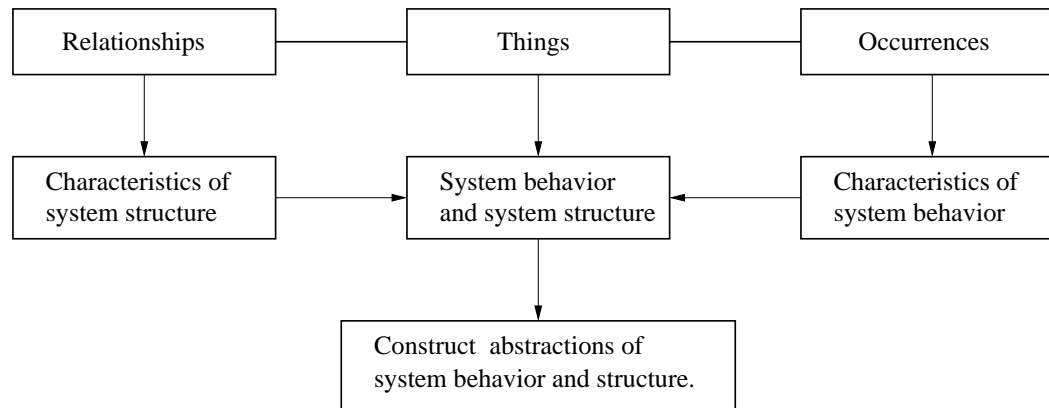 Relationships
Things
Occurrences
Characteristics of
system structure
System behavior
and system structure
Characteristics of
system behavior
Construct abstractions of
system behavior and structure.